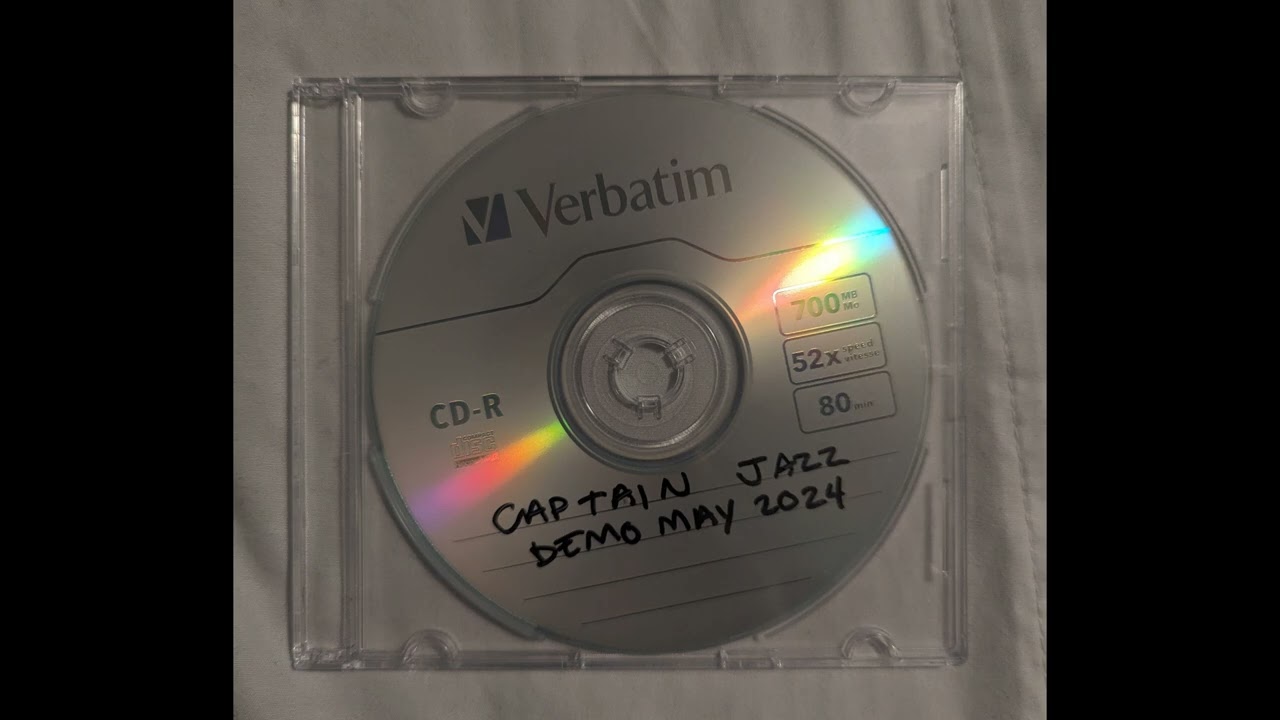 Verbatim
700 MB Mo
52x speed vitesse
80 min
CD-R
CAPTAIN JAZZ
DEMO MAY 2024